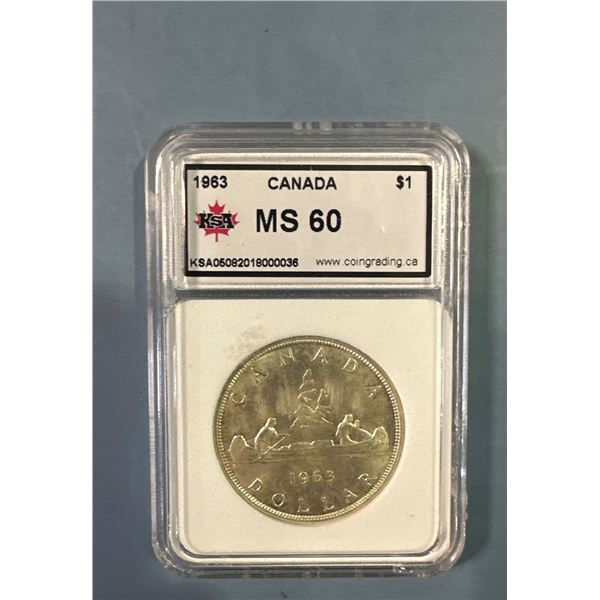 1963 CANADA $1
KSA MS 60
KSA05082018000036 www.coingrading.ca
CANADA
1963
DOLLAR